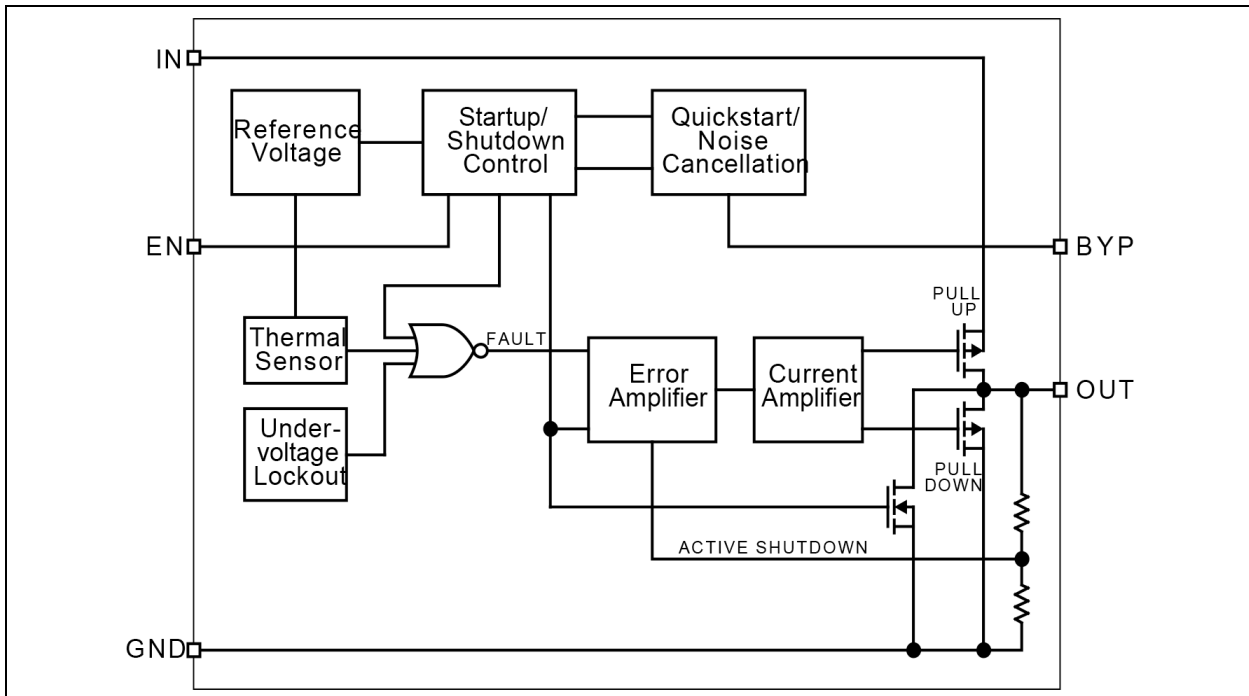 IN
Reference
Voltage
Startup/
Shutdown
Control
Quickstart/
Noise
Cancellation
EN
BYP
PULL
UP
Thermal
Sensor
FAULT
Error
Amplifier
Current
Amplifier
OUT
Under-
voltage
Lockout
PULL
DOWN
ACTIVE SHUTDOWN
GND